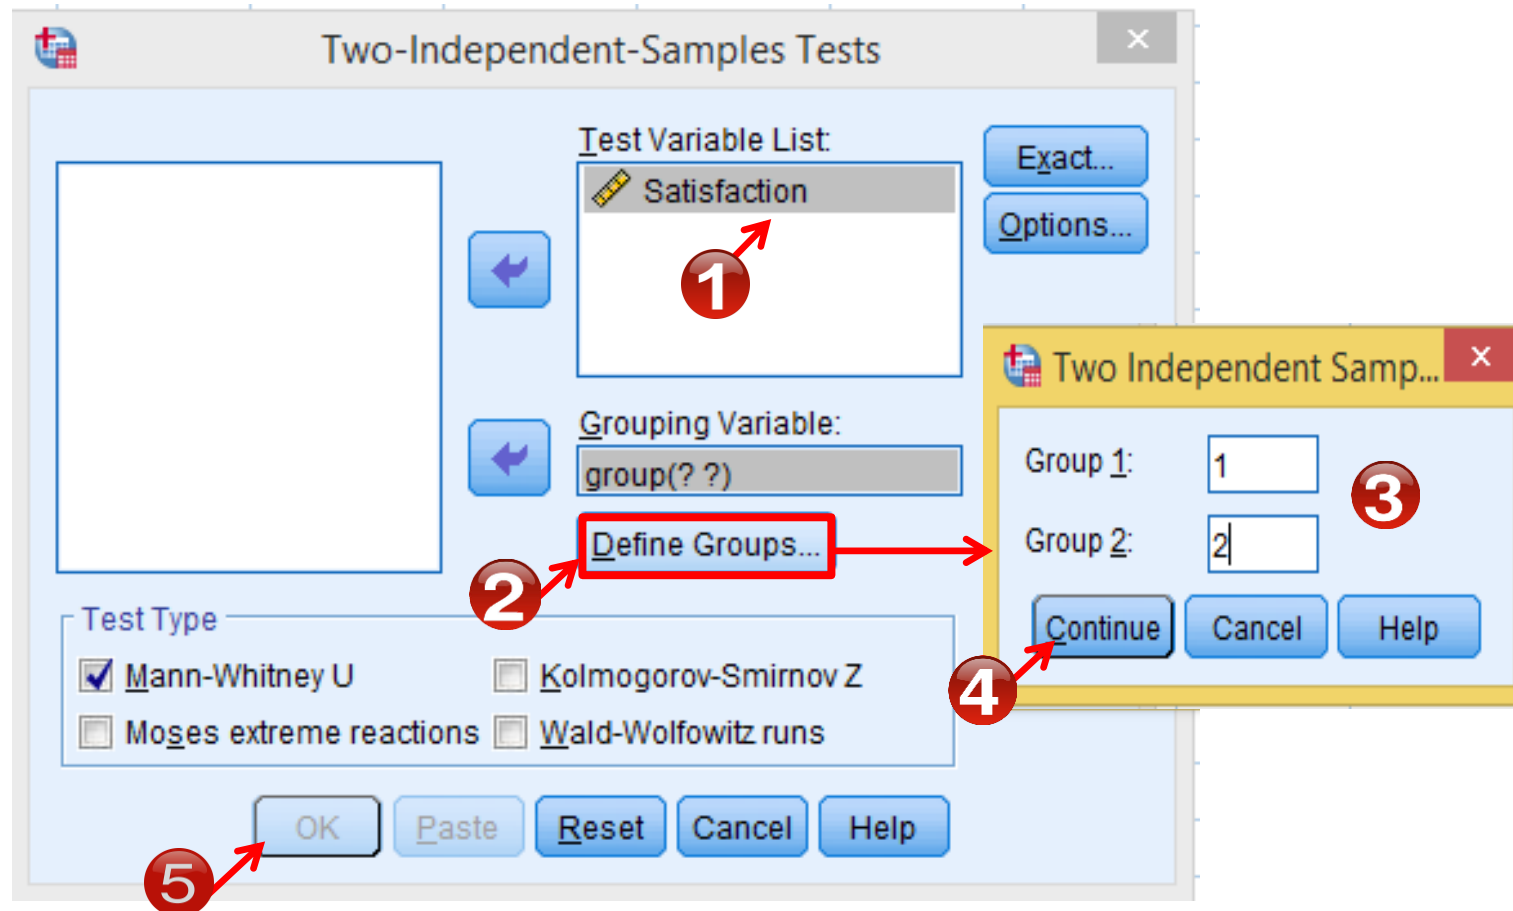 Two-Independent-Samples Tests
Test Variable List:
Satisfaction
Exact...
Options...
1
Grouping Variable:
group(? ?)
Define Groups...
2
Two Independent Samp...
Group 1:
1
3
Group 2:
2
Continue
Cancel
Help
4
Test Type
Mann-Whitney U
Kolmogorov-Smirnov Z
Moses extreme reactions
Wald-Wolfowitz runs
OK
Paste
Reset
Cancel
Help
5